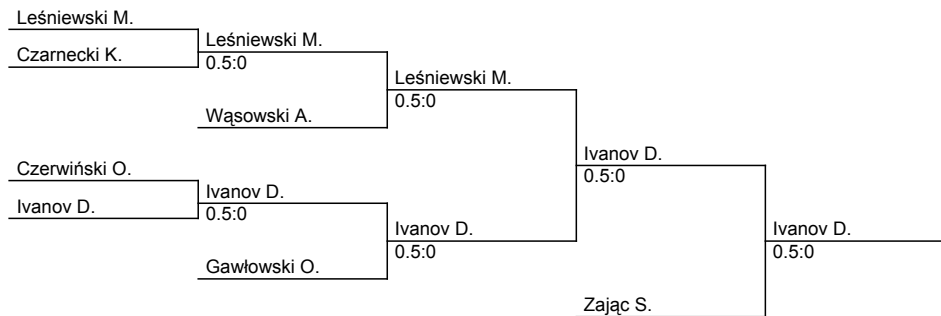 Leśniewski M.
Czarnecki K.
Leśniewski M.
0.5:0
Wąsowski A.
Leśniewski M.
0.5:0
Czerwiński O.
Ivanov D.
Ivanov D.
0.5:0
Gawłowski O.
Ivanov D.
0.5:0
Ivanov D.
0.5:0
Zając S.
Ivanov D.
0.5:0